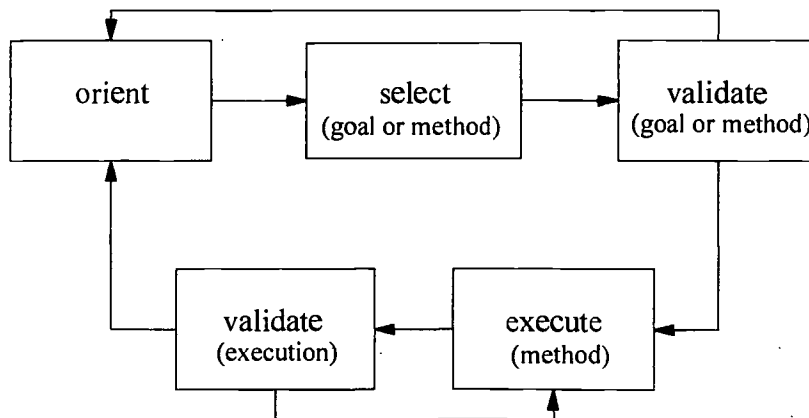 orient
select
(goal or method)
validate
(goal or method)
validate
(execution)
execute
(method)